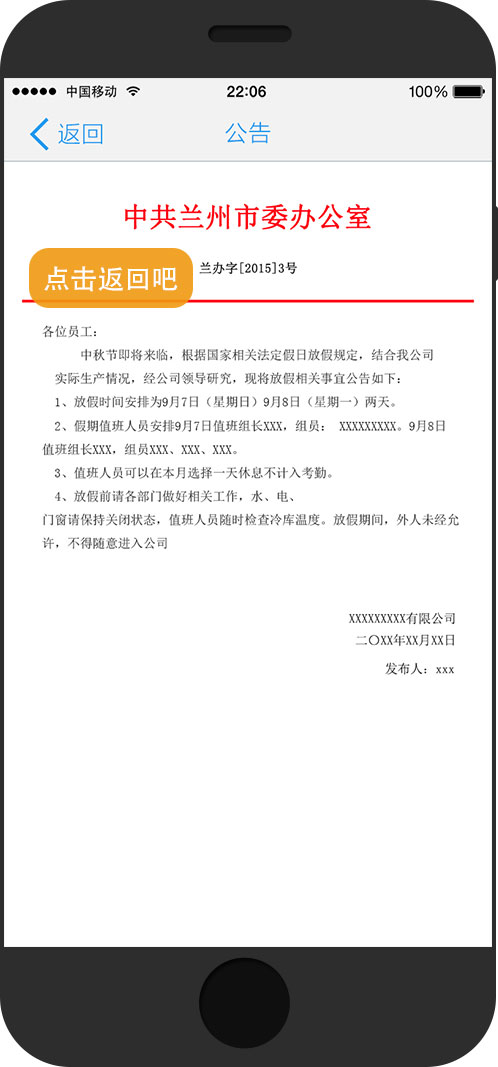 中国移动 22:06 100%
返回 公告
中共兰州市委办公室
点击返回吧
兰办字[2015]3号
各位员工:
中秋节即将来临，根据国家相关法定假日放假规定，结合我公司
实际生产情况，经公司领导研究，现将放假相关事宜公告如下：
1、放假时间安排为9月7日（星期日）9月8日（星期一）两天。
2、假期值班人员安排9月7日值班组长XXX，组员： XXXXXXXXX。9月8日
值班组长XXX，组员XXX、XXX、XXX。
3、值班人员可以在本月选择一天休息不计入考勤。
4、放假前请各部门做好相关工作，水、电、
门窗请保持关闭状态，值班人员随时检查冷库温度。放假期间，外人未经允
许，不得随意进入公司
XXXXXXXXX有限公司
二〇XX年XX月XX日
发布人：xxx